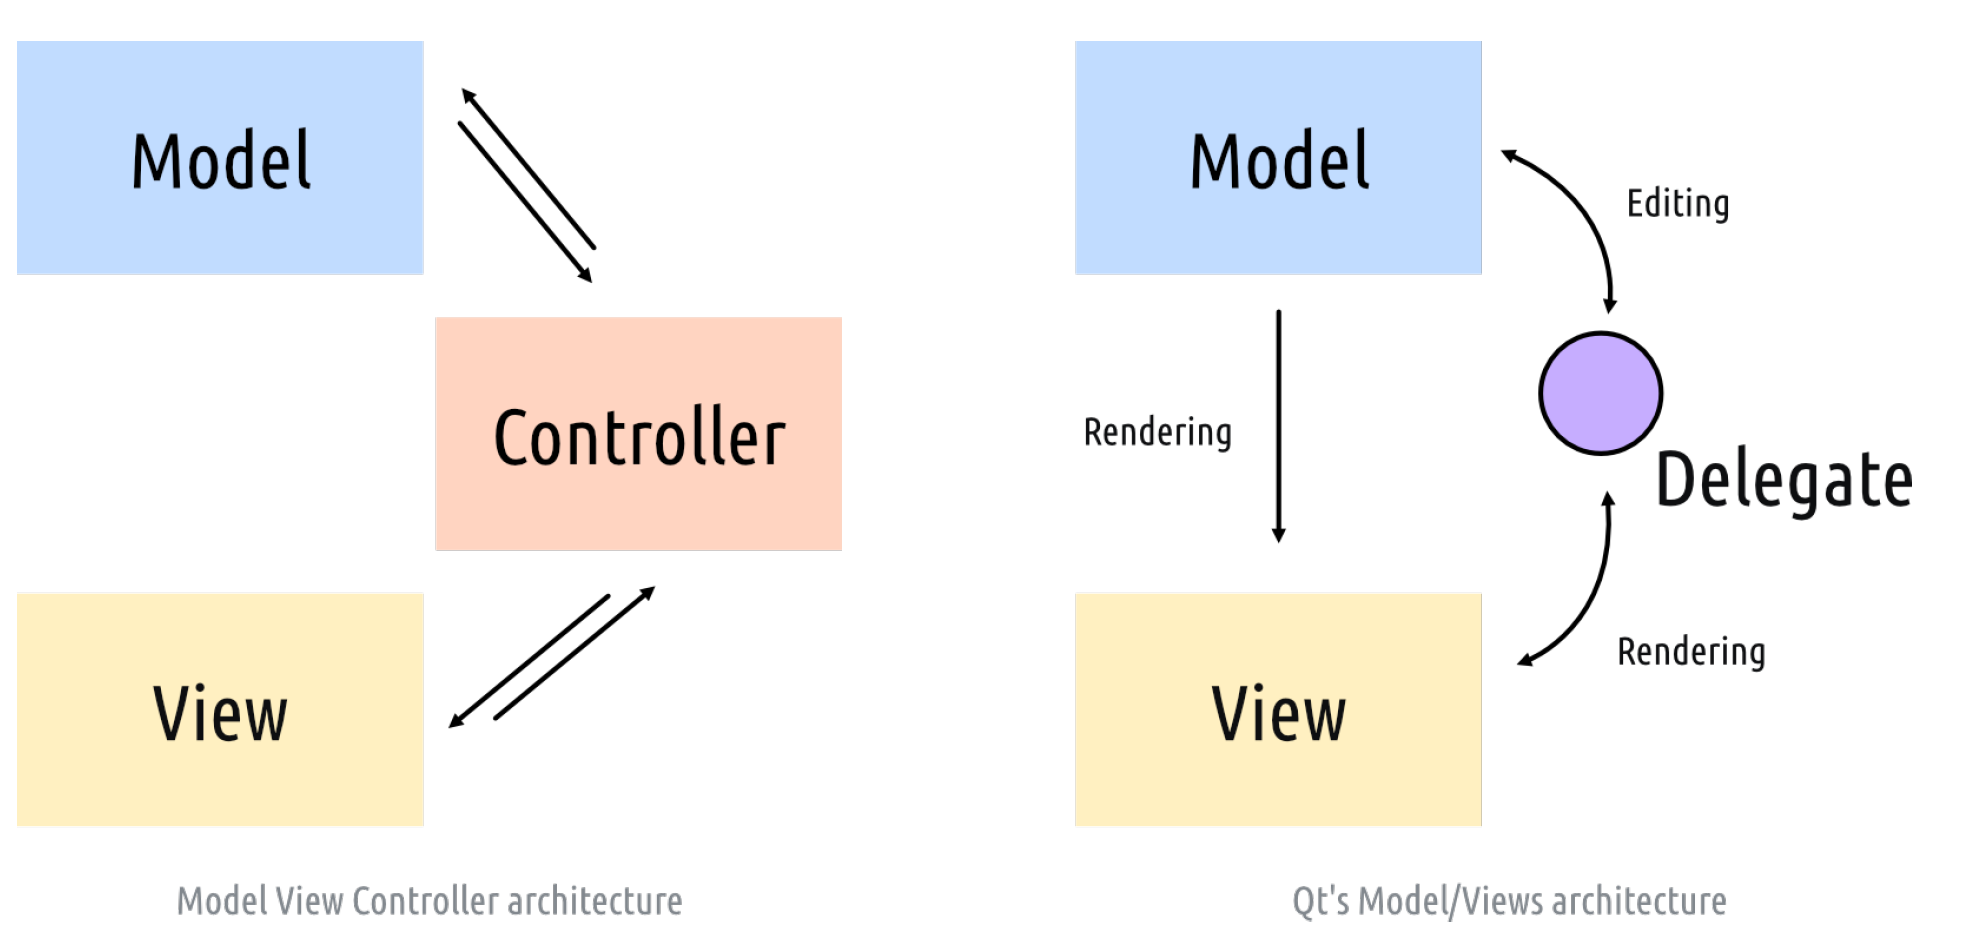 Model
Controller
View
Model View Controller architecture
Model
Editing
Rendering
Delegate
Rendering
View
Qt's Model/Views architecture